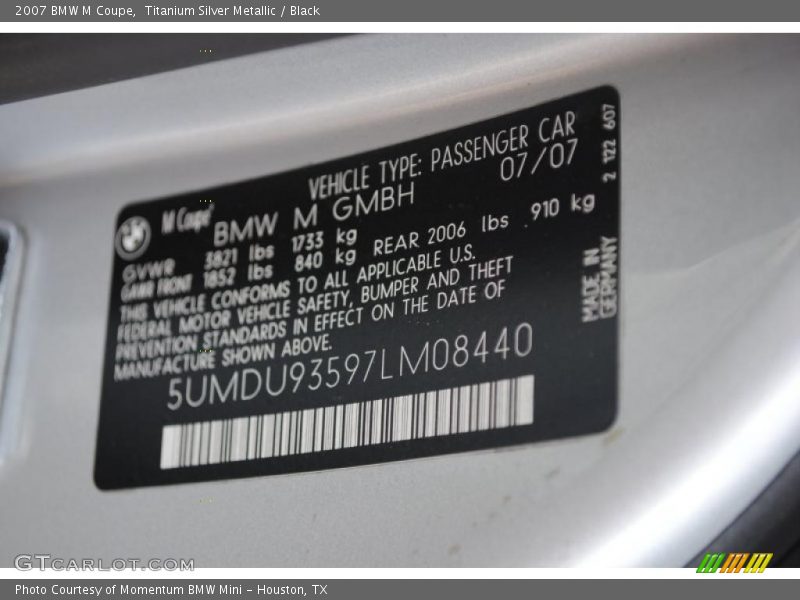 2007 BMW M Coupe, Titanium Silver Metallic / Black
VEHICLE TYPE: PASSENGER CAR
M Coupe
BMW M GMBH 07/07
GVWR 3821 lbs 1733 kg
GAWR FRONT 1852 lbs 840 kg REAR 2006 lbs 910 kg
THIS VEHICLE CONFORMS TO ALL APPLICABLE U.S.
FEDERAL MOTOR VEHICLE SAFETY, BUMPER AND THEFT
PREVENTION STANDARDS IN EFFECT ON THE DATE OF
MANUFACTURE SHOWN ABOVE.
5UMDU93597LM08440
2 122 607
MADE IN
GERMANY
GTCARLOT.COM
Photo Courtesy of Momentum BMW Mini - Houston, TX